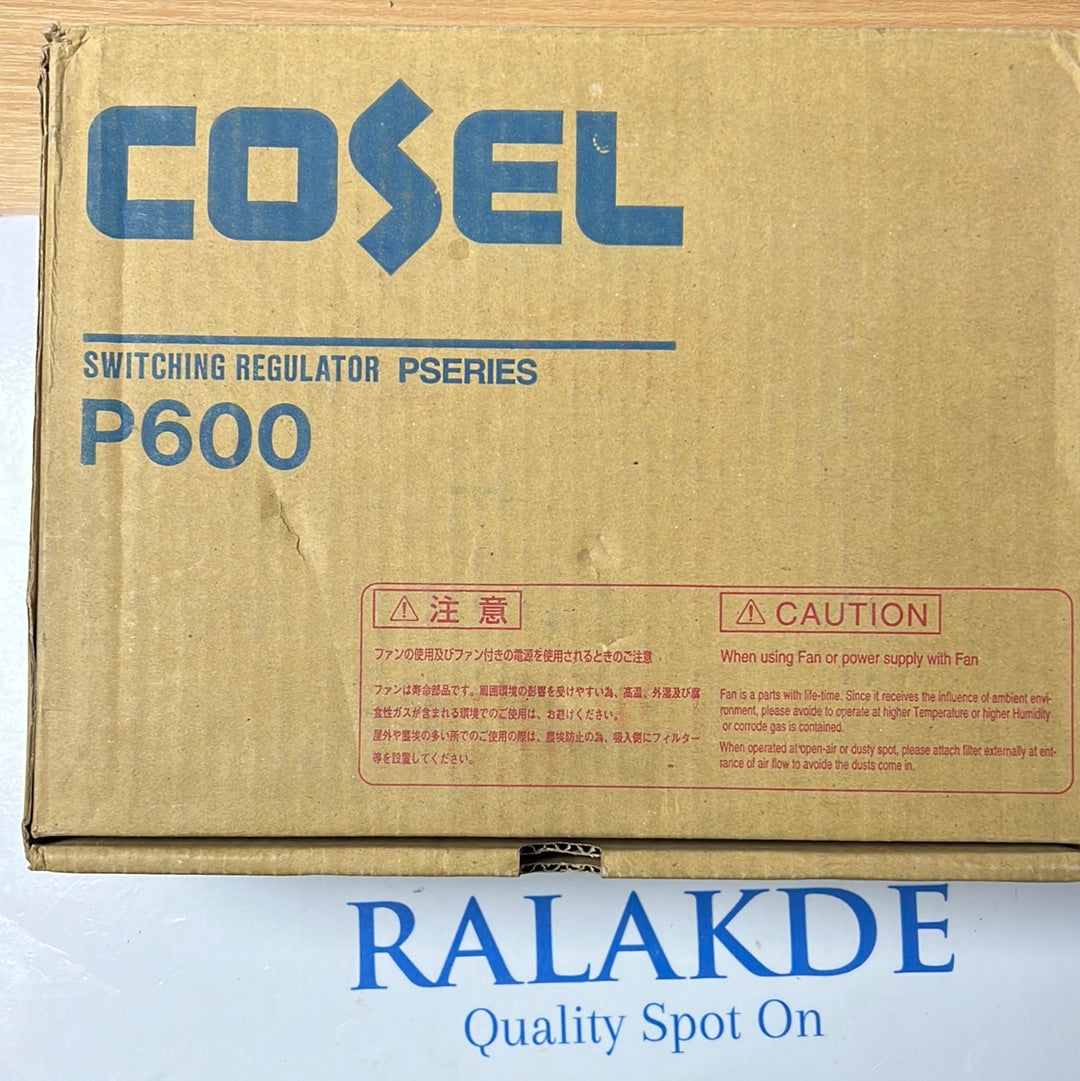 COSEL
SWITCHING REGULATOR PSERIES
P600
⚠ 注意
ファンの使用及びファン付きの電源を使用されるときのご注意
ファンは寿命部品です。周囲環境の影響を受けやすい為、高温、外湿及び腐
食性ガスが含まれる環境でのご使用は、お避けください。
屋外や塵埃の多い所でのご使用の際は、塵埃防止の為、吸入側にフィルター
等を設置してください。
⚠ CAUTION
When using Fan or power supply with Fan
Fan is a parts with life-time. Since it receives the influence of ambient envi-
ronment, please avoide to operate at higher Temperature or higher Humidity
or corrode gas is contained.
When operated at open-air or dusty spot, please attach filter externally at ent-
rance of air flow to avoide the dusts come in.
RALAKDE
Quality Spot On